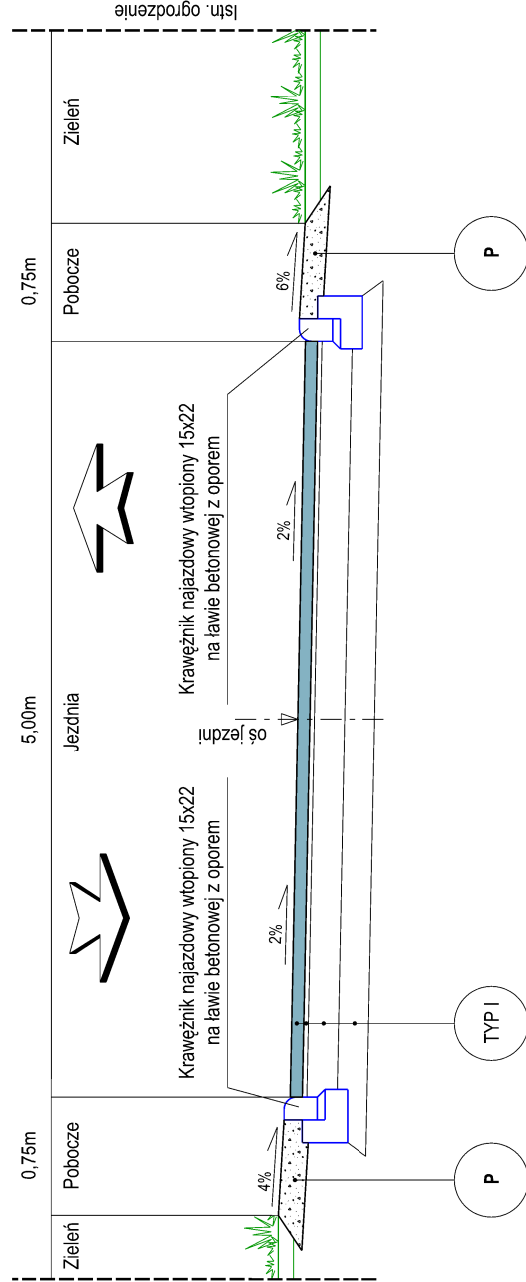 0,75m
5,00m
0,75m
Zieleń
Pobocze
Jezdnia
Pobocze
Zieleń
Istn. ogrodzenie
Krawężnik najazdowy wtopiony 15x22
na ławie betonowej z oporem
Krawężnik najazdowy wtopiony 15x22
na ławie betonowej z oporem
oś jezdni
4%
2%
2%
6%
P
TYP I
P